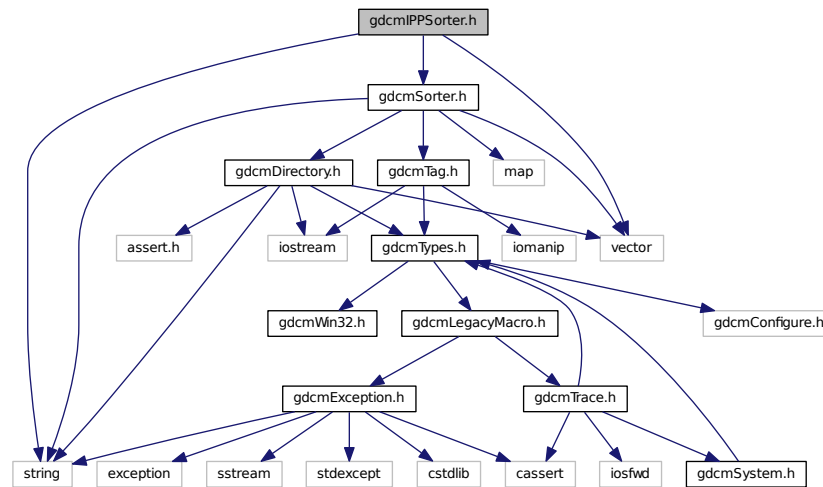 gdcmIPPSorter.h
gdcmSorter.h
gdcmDirectory.h
gdcmTag.h
map
assert.h
iostream
gdcmTypes.h
iomanip
vector
gdcmWin32.h
gdcmLegacyMacro.h
gdcmConfigure.h
gdcmException.h
gdcmTrace.h
string
exception
sstream
stdexcept
cstdlib
cassert
iosfwd
gdcmSystem.h